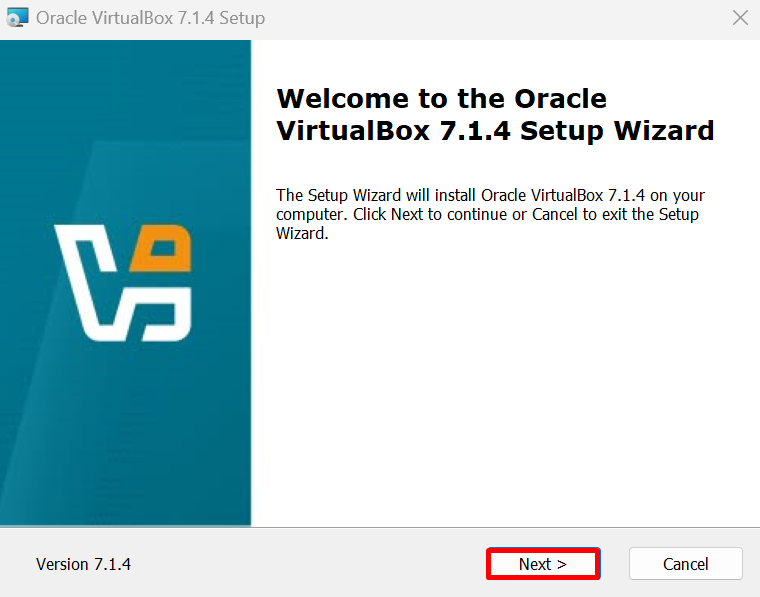 Oracle VirtualBox 7.1.4 Setup
Welcome to the Oracle
VirtualBox 7.1.4 Setup Wizard
The Setup Wizard will install Oracle VirtualBox 7.1.4 on your
computer. Click Next to continue or Cancel to exit the Setup
Wizard.
Version 7.1.4
Next >
Cancel